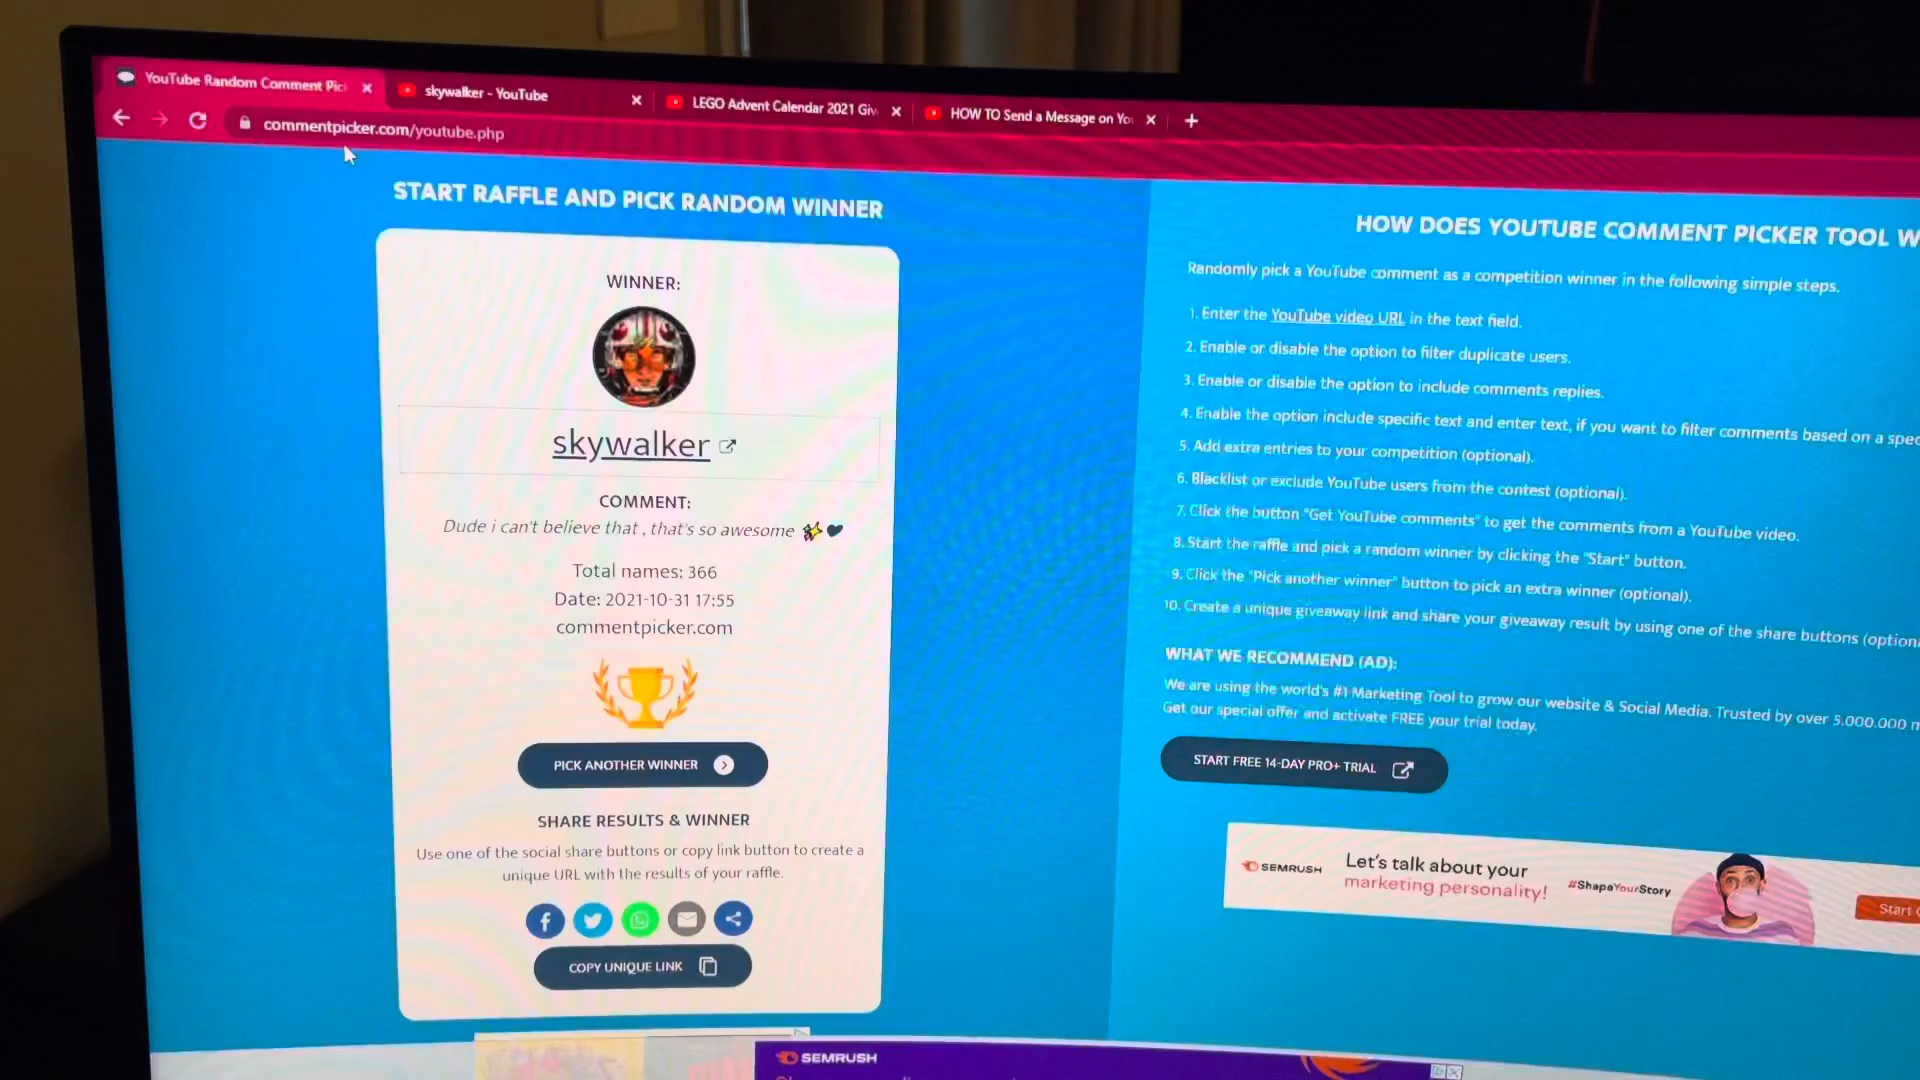 YouTube Random Comment Pic
skywalker - YouTube
LEGO Advent Calendar 2021 Giv
HOW TO Send a Message on Yo
commentpicker.com/youtube.php
START RAFFLE AND PICK RANDOM WINNER
WINNER:
skywalker
COMMENT:
Dude i can't believe that , that's so awesome ✨🖤
Total names: 366
Date: 2021-10-31 17:55
commentpicker.com
PICK ANOTHER WINNER
SHARE RESULTS & WINNER
Use one of the social share buttons or copy link button to create a
unique URL with the results of your raffle.
COPY UNIQUE LINK
HOW DOES YOUTUBE COMMENT PICKER TOOL W
Randomly pick a YouTube comment as a competition winner in the following simple steps.
1. Enter the YouTube video URL in the text field.
2. Enable or disable the option to filter duplicate users.
3. Enable or disable the option to include comments replies.
4. Enable the option include specific text and enter text, if you want to filter comments based on a spec
5. Add extra entries to your competition (optional).
6. Blacklist or exclude YouTube users from the contest (optional).
7. Click the button "Get YouTube comments" to get the comments from a YouTube video.
8. Start the raffle and pick a random winner by clicking the "Start" button.
9. Click the "Pick another winner" button to pick an extra winner (optional).
10. Create a unique giveaway link and share your giveaway result by using one of the share buttons (option
WHAT WE RECOMMEND (AD):
We are using the world's #1 Marketing Tool to grow our website & Social Media. Trusted by over 5.000.000 m
Get our special offer and activate FREE your trial today.
START FREE 14-DAY PRO+ TRIAL
SEMRUSH
Let's talk about your
marketing personality!
#ShapeYourStory
Start
SEMRUSH